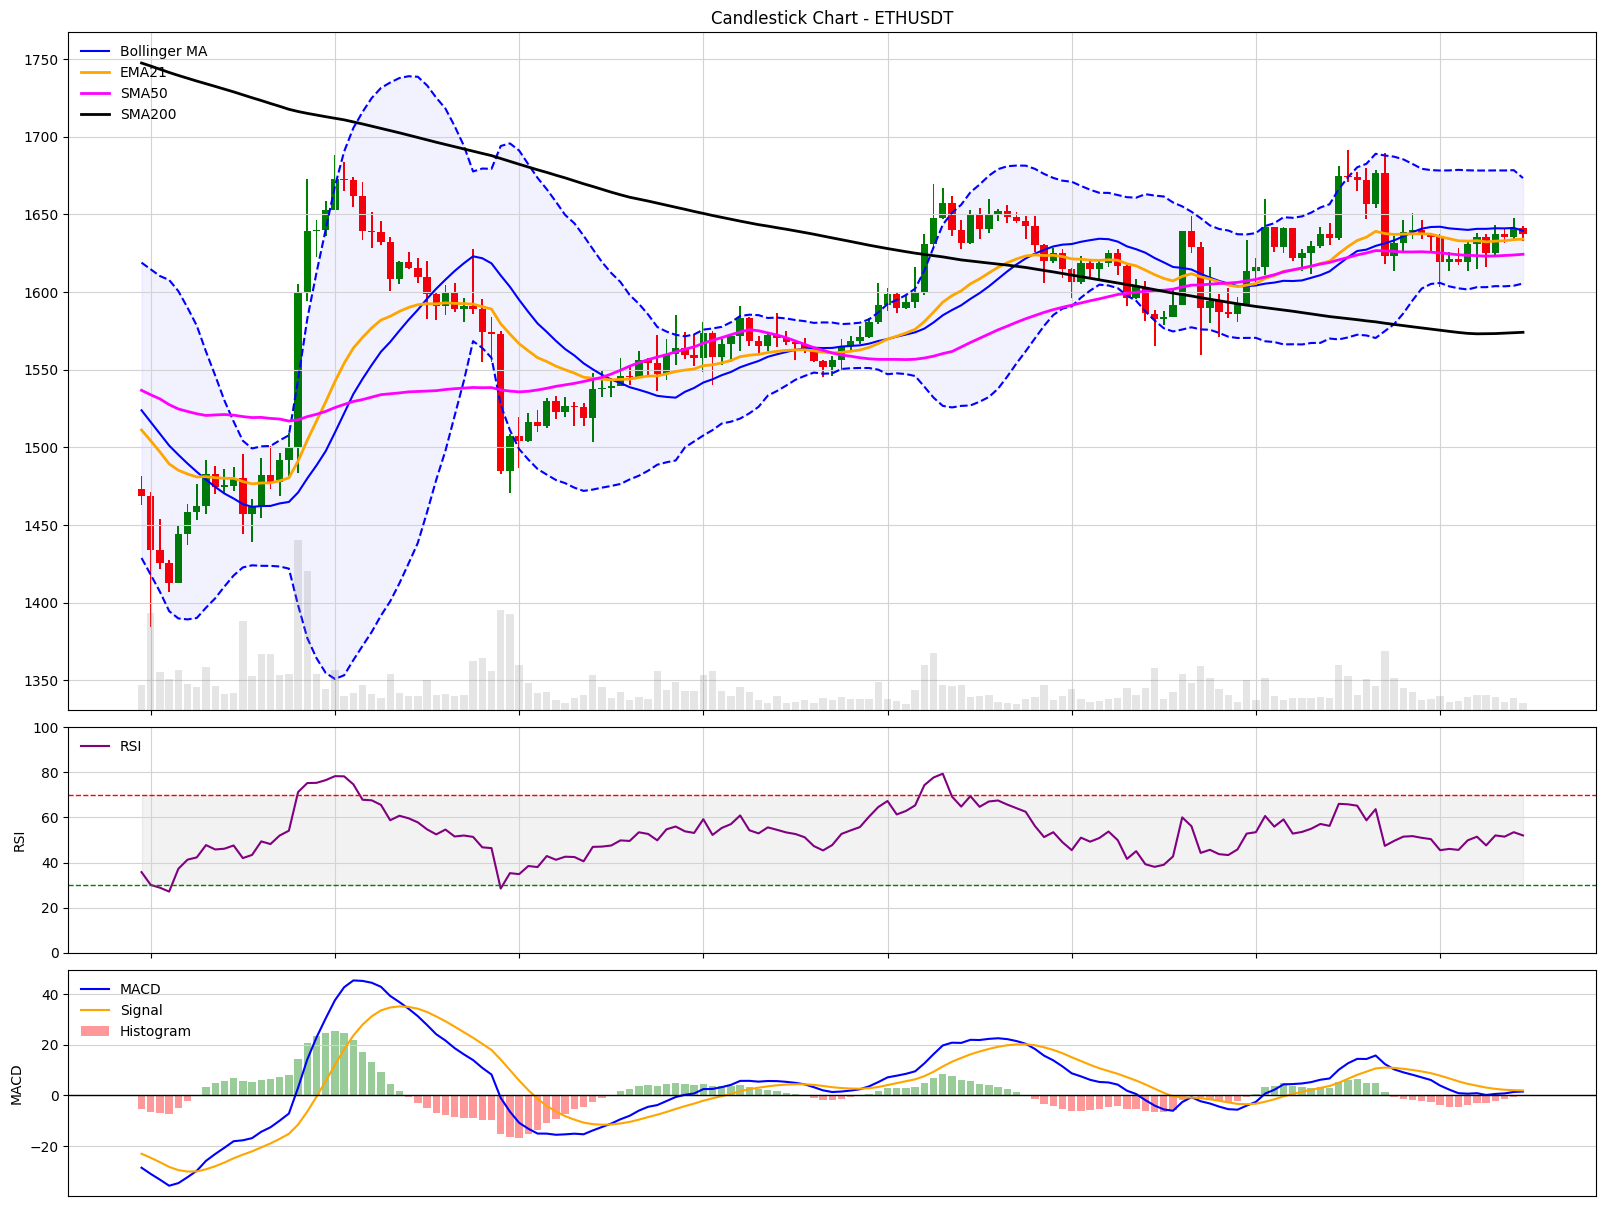 Candlestick Chart - ETHUSDT
Bollinger MA
EMA21
SMA50
SMA200
1750
1700
1650
1600
1550
1500
1450
1400
1350
RSI
100
80
60
40
20
0
RSI
MACD
Signal
Histogram
40
20
0
−20
MACD